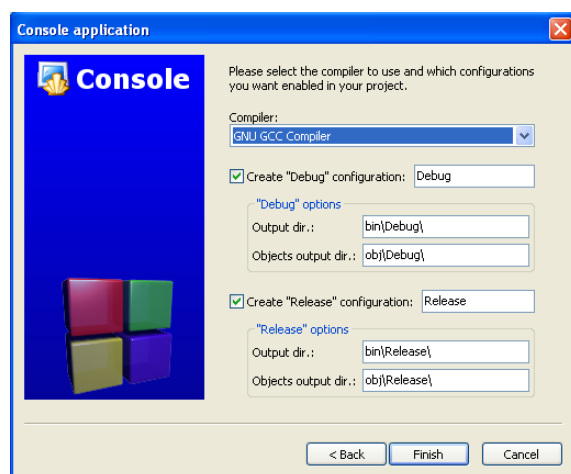 Console application
Console
Please select the compiler to use and which configurations
you want enabled in your project.
Compiler:
GNU GCC Compiler
Create "Debug" configuration: Debug
"Debug" options
Output dir.: bin\Debug\
Objects output dir.: obj\Debug\
Create "Release" configuration: Release
"Release" options
Output dir.: bin\Release\
Objects output dir.: obj\Release\
< Back Finish Cancel